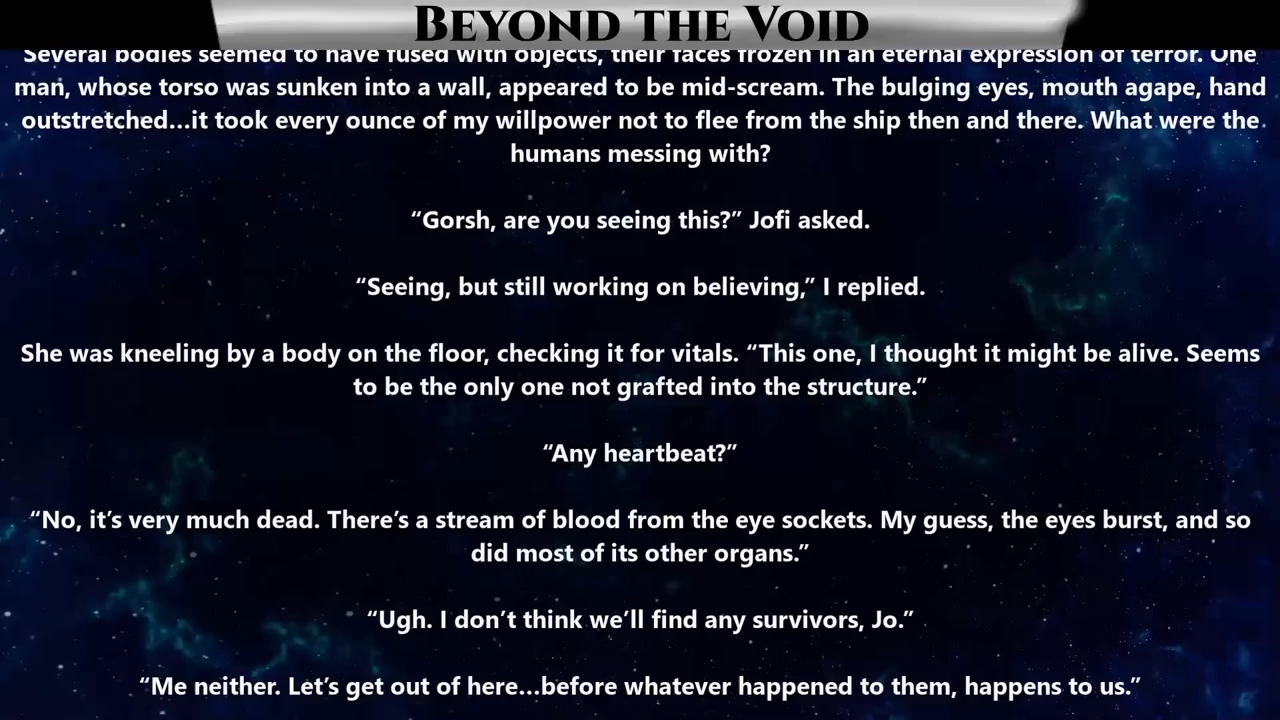 BEYOND THE VOID
Several bodies seemed to have fused with objects, their faces frozen in an eternal expression of terror. One
man, whose torso was sunken into a wall, appeared to be mid-scream. The bulging eyes, mouth agape, hand
outstretched...it took every ounce of my willpower not to flee from the ship then and there. What were the
humans messing with?
“Gorsh, are you seeing this?” Jofi asked.
“Seeing, but still working on believing,” I replied.
She was kneeling by a body on the floor, checking it for vitals. “This one, I thought it might be alive. Seems
to be the only one not grafted into the structure.”
“Any heartbeat?”
“No, it’s very much dead. There’s a stream of blood from the eye sockets. My guess, the eyes burst, and so
did most of its other organs.”
“Ugh. I don’t think we’ll find any survivors, Jo.”
“Me neither. Let’s get out of here...before whatever happened to them, happens to us.”